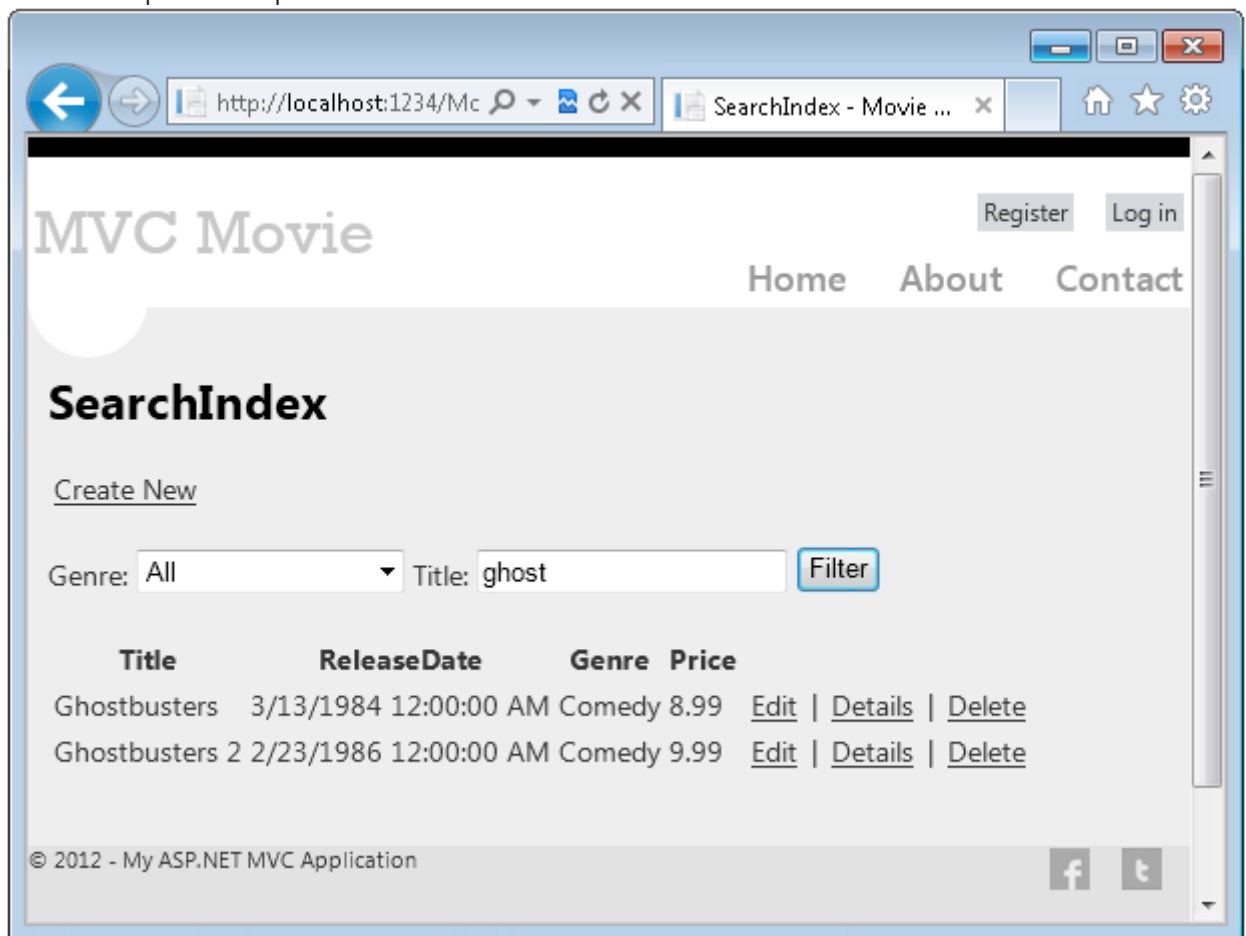 http://localhost:1234/Mc
SearchIndex - Movie ...
MVC Movie
Register Log in
Home About Contact
SearchIndex
Create New
Genre: All Title: ghost Filter
Title ReleaseDate Genre Price
Ghostbusters 3/13/1984 12:00:00 AM Comedy 8.99 Edit | Details | Delete
Ghostbusters 2 2/23/1986 12:00:00 AM Comedy 9.99 Edit | Details | Delete
© 2012 - My ASP.NET MVC Application f t